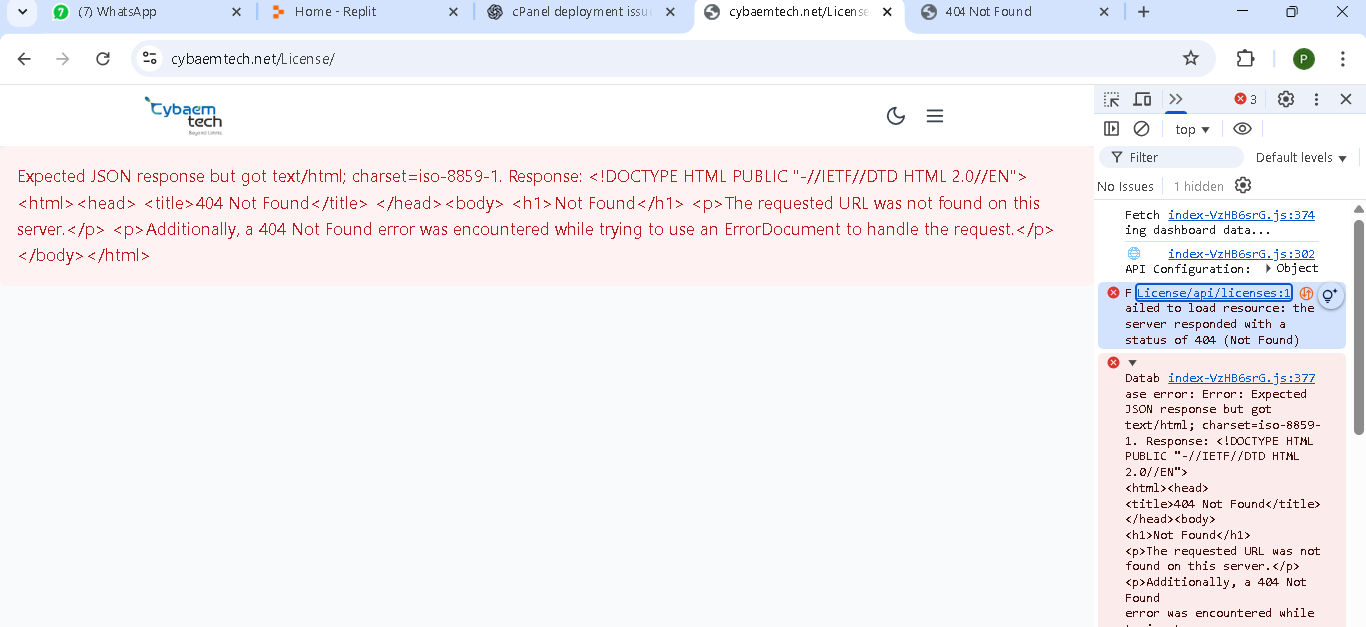 (7) WhatsApp
Home - Replit
cPanel deployment issu
cybaemtech.net/License
404 Not Found
cybaemtech.net/License/
P
Cybaem
tech
Beyond Limits
3
top
Filter
Default levels
No Issues
1 hidden
Expected JSON response but got text/html; charset=iso-8859-1. Response: <!DOCTYPE HTML PUBLIC "-//IETF//DTD HTML 2.0//EN">
<html><head> <title>404 Not Found</title> </head><body> <h1>Not Found</h1> <p>The requested URL was not found on this
server.</p> <p>Additionally, a 404 Not Found error was encountered while trying to use an ErrorDocument to handle the request.</p>
</body></html>
Fetch index-VzHB6srG.js:374
ing dashboard data...
index-VzHB6srG.js:302
API Configuration: Object
F License/api/licenses:1
ailed to load resource: the
server responded with a
status of 404 (Not Found)
Datab index-VzHB6srG.js:377
ase error: Error: Expected
JSON response but got
text/html; charset=iso-8859-
1. Response: <!DOCTYPE HTML
PUBLIC "-//IETF//DTD HTML
2.0//EN">
<html><head>
<title>404 Not Found</title>
</head><body>
<h1>Not Found</h1>
<p>The requested URL was not
found on this server.</p>
<p>Additionally, a 404 Not
Found
error was encountered while